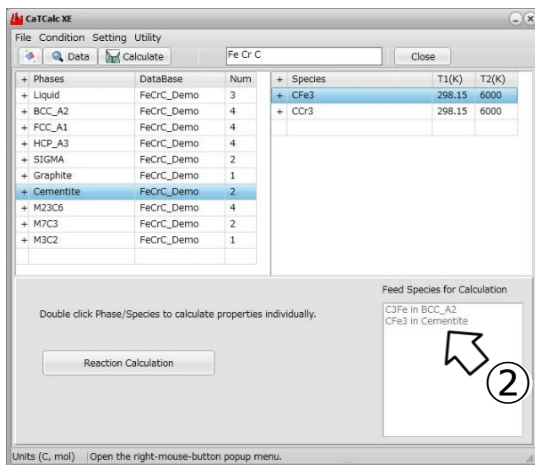 CaTCalc XE
File Condition Setting Utility
Data Calculate Fe Cr C Close
+ Phases DataBase Num
+ Liquid FeCrC_Demo 3
+ BCC_A2 FeCrC_Demo 4
+ FCC_A1 FeCrC_Demo 4
+ HCP_A3 FeCrC_Demo 4
+ SIGMA FeCrC_Demo 2
+ Graphite FeCrC_Demo 1
+ Cementite FeCrC_Demo 2
+ M23C6 FeCrC_Demo 4
+ M7C3 FeCrC_Demo 2
+ M3C2 FeCrC_Demo 1
+ Species T1(K) T2(K)
+ CFe3 298.15 6000
+ CCr3 298.15 6000
Double click Phase/Species to calculate properties individually.
Reaction Calculation
Feed Species for Calculation
C3Fe in BCC_A2
CFe3 in Cementite
②
Units (C, mol) Open the right-mouse-button popup menu.